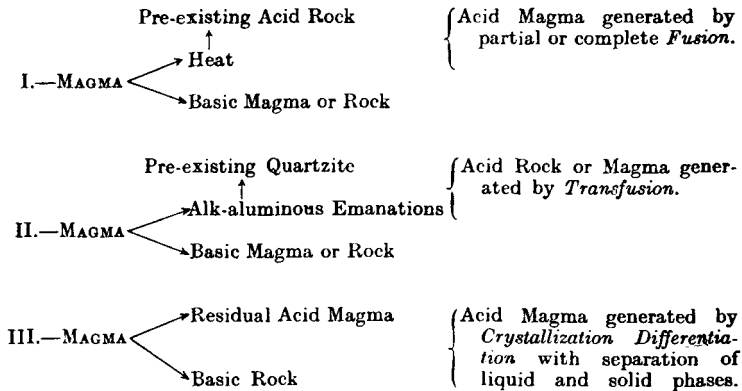 Pre-existing Acid Rock
Heat
I.—MAGMA
Basic Magma or Rock
Acid Magma generated by
partial or complete Fusion.
Pre-existing Quartzite
Alk-aluminous Emanations
II.—MAGMA
Basic Magma or Rock
Acid Rock or Magma gener-
ated by Transfusion.
Residual Acid Magma
III.—MAGMA
Basic Rock
Acid Magma generated by
Crystallization Differentia-
tion with separation of
liquid and solid phases.